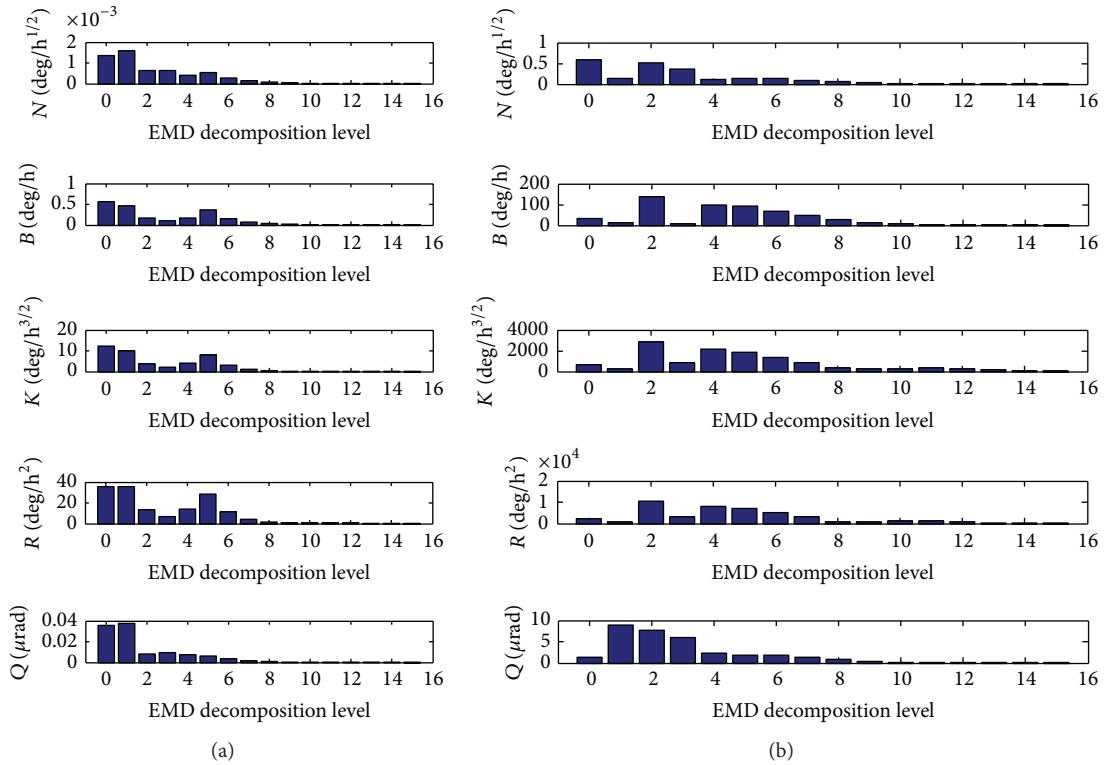 ×10−3
N (deg/h1/2)
2
1
0
0 2 4 6 8 10 12 14 16
EMD decomposition level
B (deg/h)
1
0.5
0
0 2 4 6 8 10 12 14 16
EMD decomposition level
K (deg/h3/2)
20
10
0
0 2 4 6 8 10 12 14 16
EMD decomposition level
R (deg/h2)
40
20
0
0 2 4 6 8 10 12 14 16
EMD decomposition level
Q (μrad)
0.04
0.02
0
0 2 4 6 8 10 12 14 16
EMD decomposition level
(a)
N (deg/h1/2)
1
0.5
0
0 2 4 6 8 10 12 14 16
EMD decomposition level
B (deg/h)
200
100
0
0 2 4 6 8 10 12 14 16
EMD decomposition level
K (deg/h3/2)
4000
2000
0
0 2 4 6 8 10 12 14 16
EMD decomposition level
×104
R (deg/h2)
2
1
0
0 2 4 6 8 10 12 14 16
EMD decomposition level
Q (μrad)
10
5
0
0 2 4 6 8 10 12 14 16
EMD decomposition level
(b)